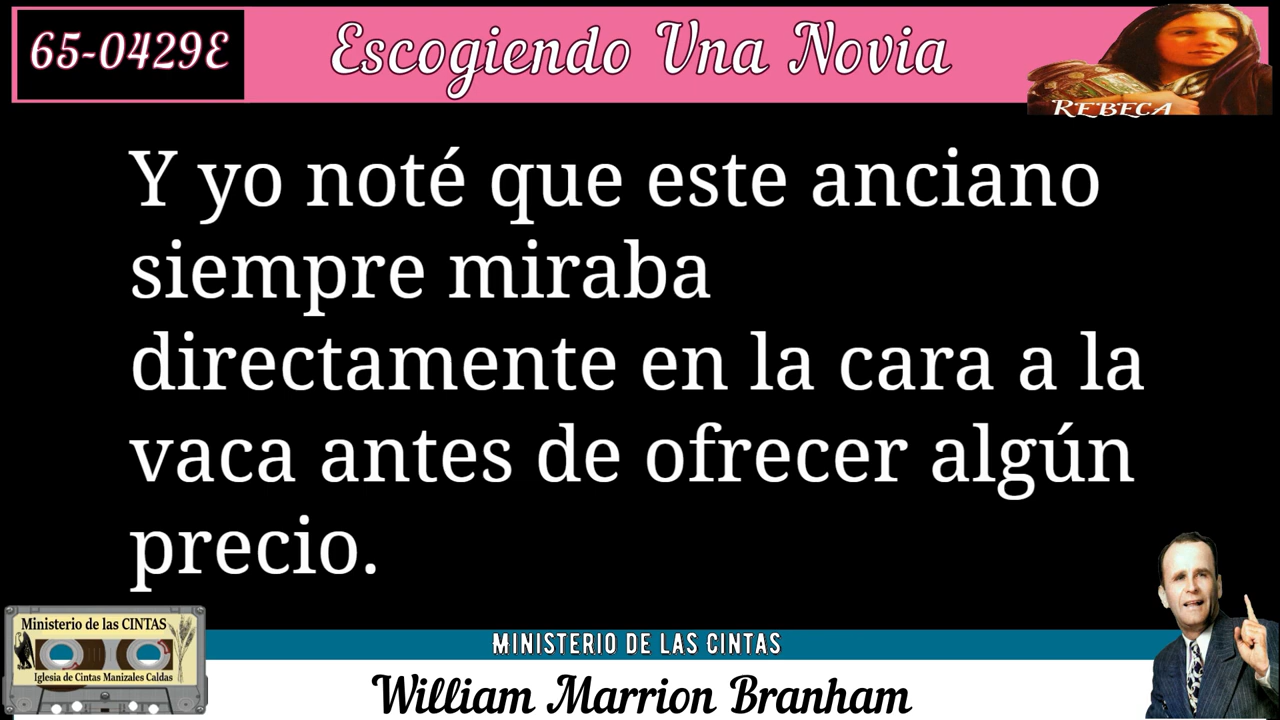 65-0429E
Escogiendo Una Novia
REBECA
Y yo noté que este anciano
siempre miraba
directamente en la cara a la
vaca antes de ofrecer algún
precio.
Ministerio de las CINTAS
Iglesia de Cintas Manizales Caldas
MINISTERIO DE LAS CINTAS
William Marrion Branham